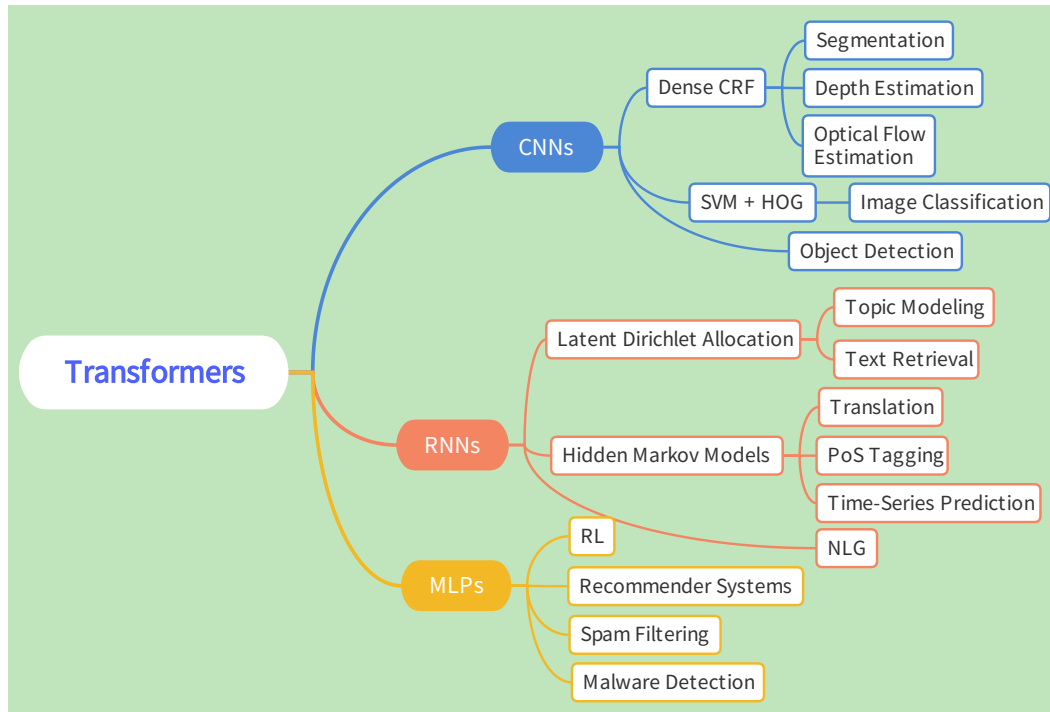 Transformers
CNNs
Dense CRF
Segmentation
Depth Estimation
Optical Flow
Estimation
SVM + HOG
Image Classification
Object Detection
RNNs
Latent Dirichlet Allocation
Topic Modeling
Text Retrieval
Hidden Markov Models
Translation
PoS Tagging
Time-Series Prediction
NLG
MLPs
RL
Recommender Systems
Spam Filtering
Malware Detection